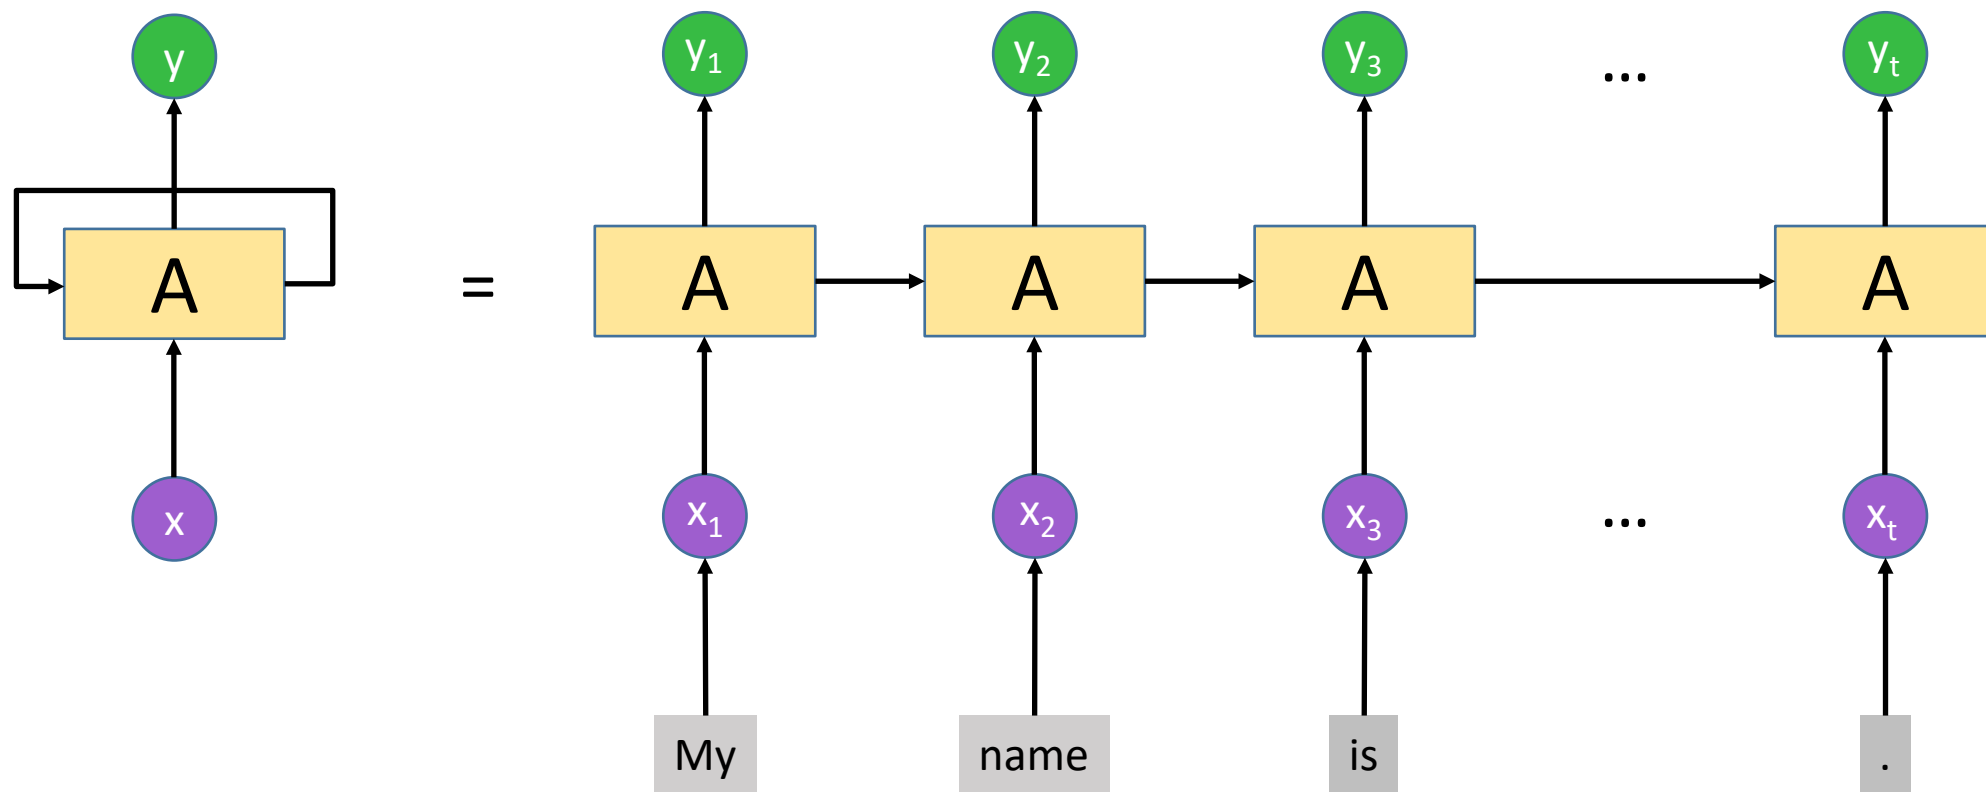 y y₁ y₂ y₃ ... yₜ
A = A A A A
x x₁ x₂ x₃ ... xₜ
My name is .